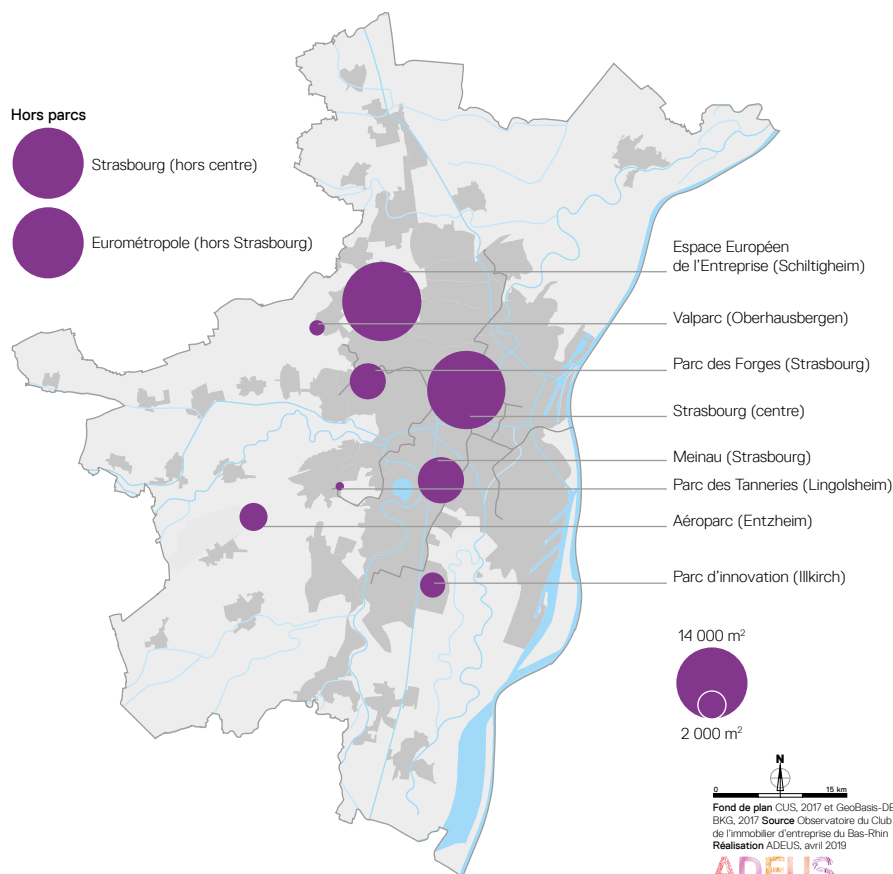 Hors parcs
Strasbourg (hors centre)
Eurométropole (hors Strasbourg)
Espace Européen
de l'Entreprise (Schiltigheim)
Valparc (Oberhausbergen)
Parc des Forges (Strasbourg)
Strasbourg (centre)
Meinau (Strasbourg)
Parc des Tanneries (Lingolsheim)
Aéroparc (Entzheim)
Parc d'innovation (Illkirch)
14 000 m²
2 000 m²
N
0 15 km
Fond de plan CUS, 2017 et GeoBasis-DE
BKG, 2017 Source Observatoire du Club
de l'immobilier d'entreprise du Bas-Rhin
Réalisation ADEUS, avril 2019
ADEUS